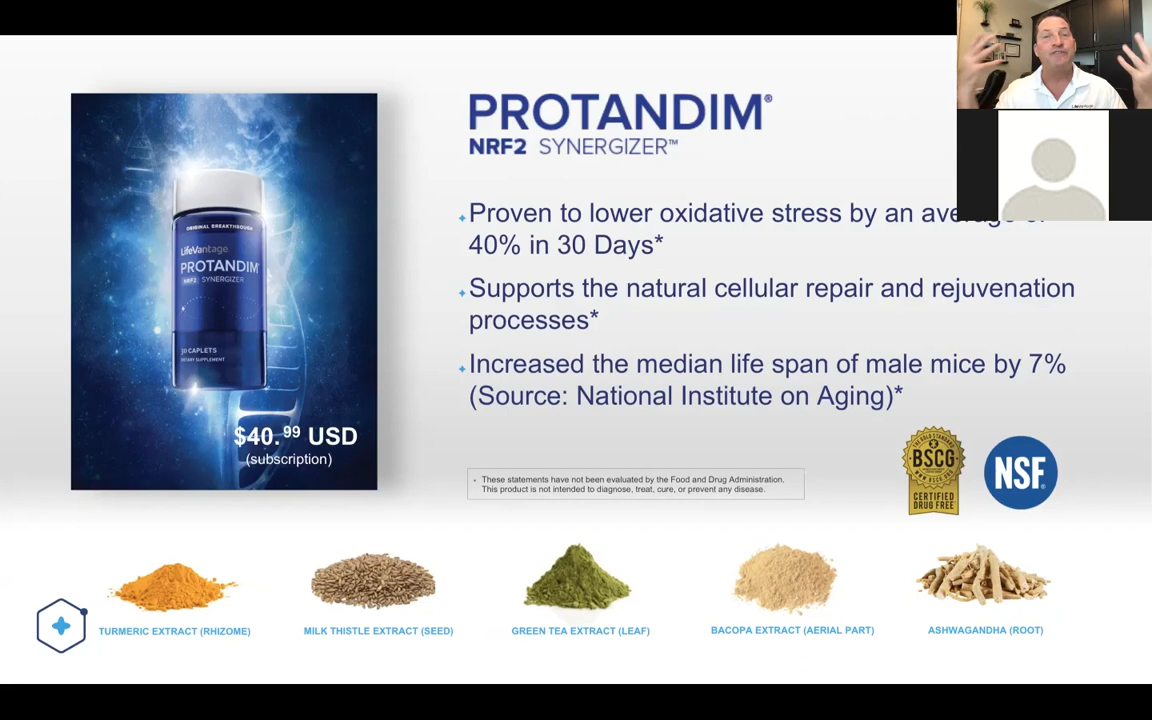 PROTANDIM®
NRF2 SYNERGIZER™
Proven to lower oxidative stress by an average
40% in 30 Days*
Supports the natural cellular repair and rejuvenation
processes*
Increased the median life span of male mice by 7%
(Source: National Institute on Aging)*
ORIGINAL BREAKTHROUGH
LifeVantage
PROTANDIM
NRF2 SYNERGIZER
30 CAPLETS
DIETARY SUPPLEMENT
$40.99 USD
(subscription)
These statements have not been evaluated by the Food and Drug Administration.
This product is not intended to diagnose, treat, cure, or prevent any disease.
BSCG
CERTIFIED
DRUG FREE
NSF®
TURMERIC EXTRACT (RHIZOME)
MILK THISTLE EXTRACT (SEED)
GREEN TEA EXTRACT (LEAF)
BACOPA EXTRACT (AERIAL PART)
ASHWAGANDHA (ROOT)